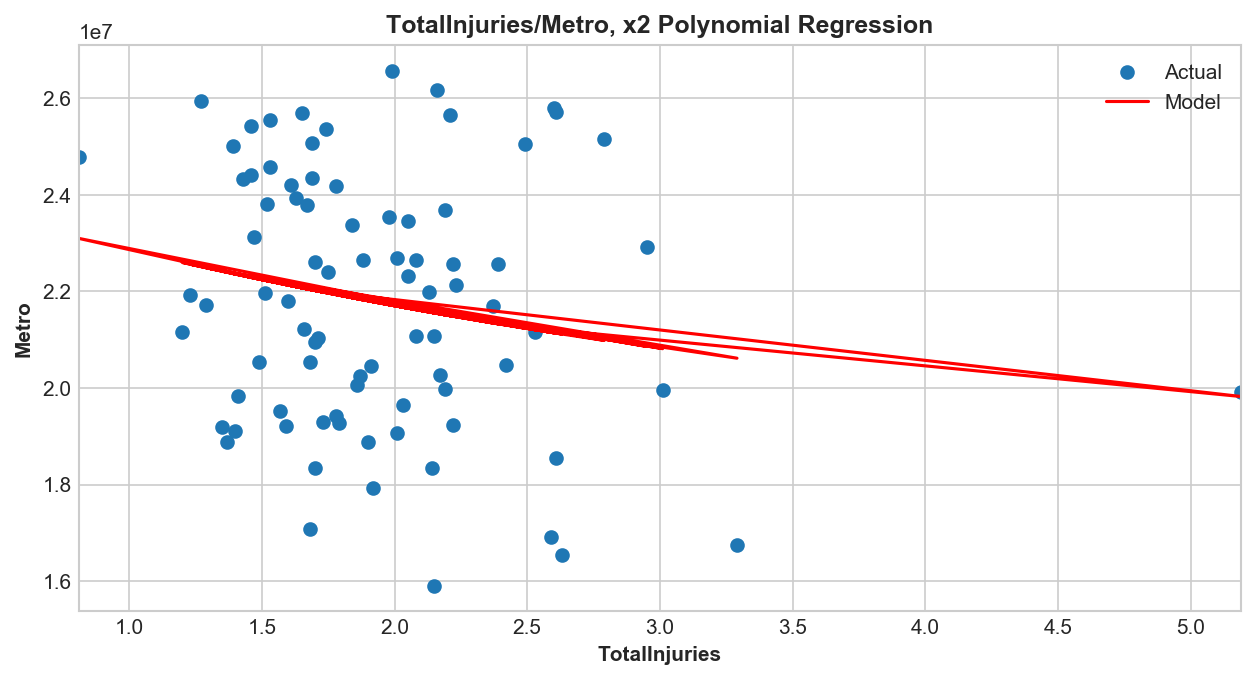 TotalInjuries/Metro, x2 Polynomial Regression
1e7
Actual
Model
2.6
2.4
2.2
2.0
1.8
1.6
Metro
1.0 1.5 2.0 2.5 3.0 3.5 4.0 4.5 5.0
TotalInjuries